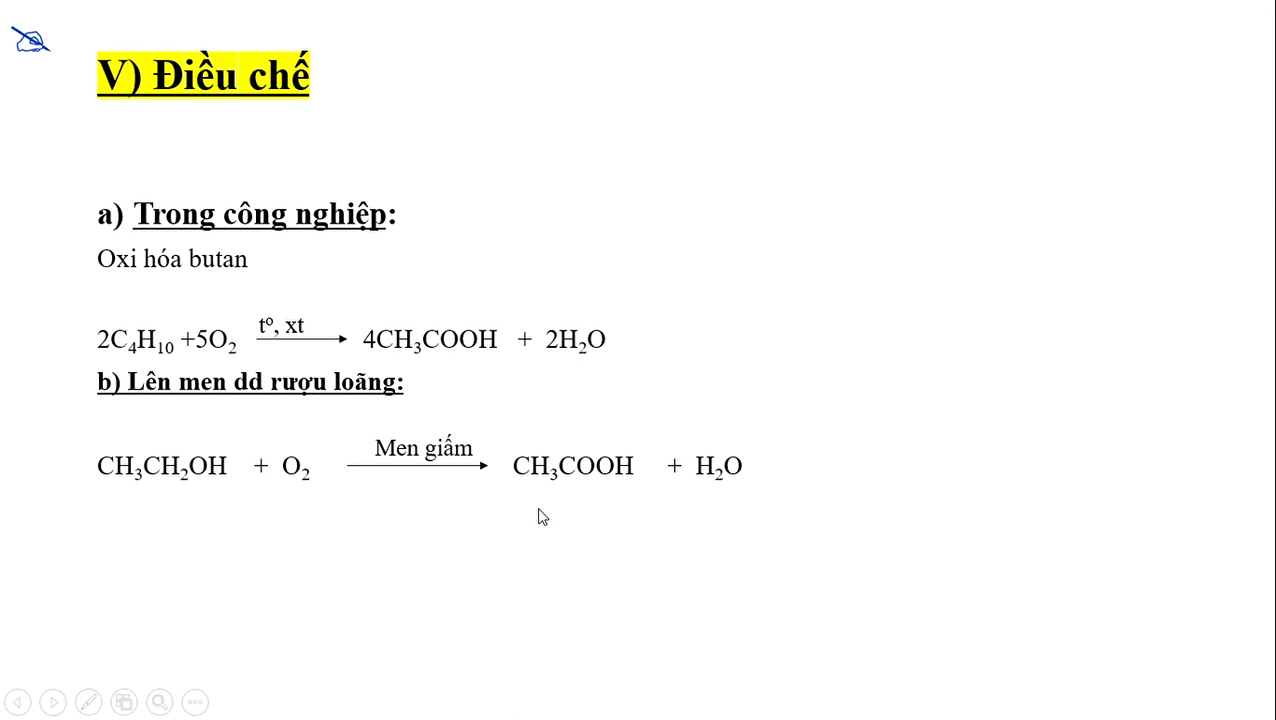 V) Điều chế
a) Trong công nghiệp:
Oxi hóa butan
2C₄H₁₀ +5O₂ tº, xt → 4CH₃COOH + 2H₂O
b) Lên men dd rượu loãng:
CH₃CH₂OH + O₂ Men giấm → CH₃COOH + H₂O